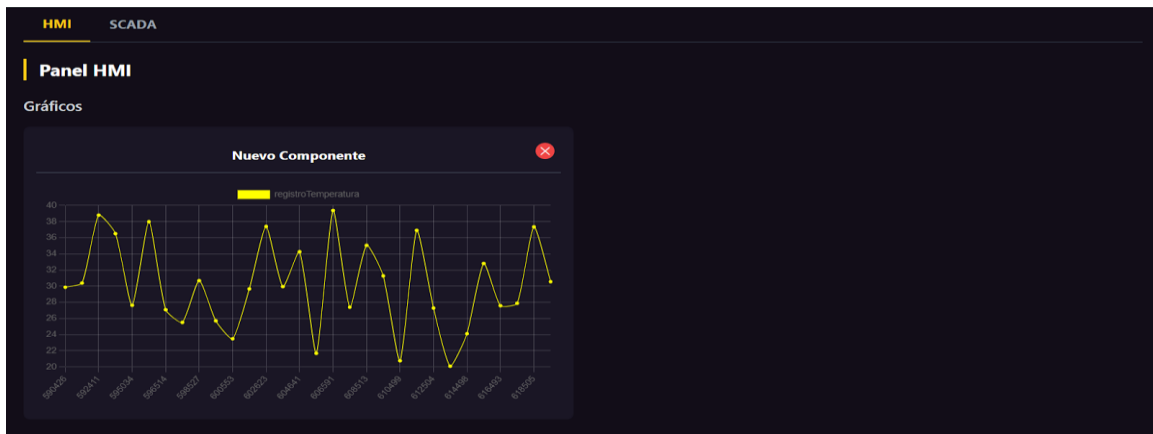 HMI SCADA
Panel HMI
Gráficos
Nuevo Componente
registroTemperatura
40
38
36
34
32
30
28
26
24
22
20
590426 592411 595034 596514 598527 600553 602623 604541 606591 608513 610499 612504 614498 616493 618505